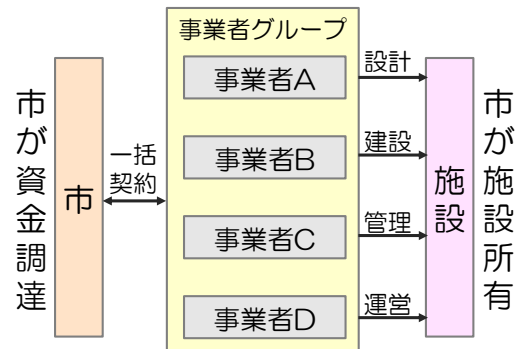 市が資金調達
市
一括
契約
事業者グループ
事業者A
事業者B
事業者C
事業者D
設計
建設
管理
運営
施設
市が施設所有